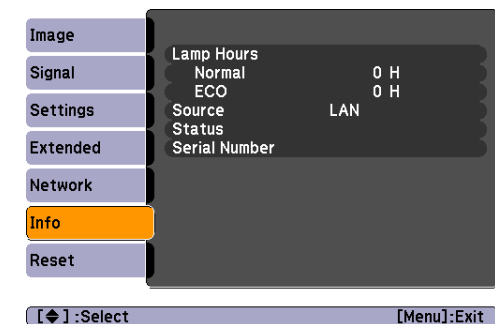 Image
Signal
Settings
Extended
Network
Info
Reset
Lamp Hours
Normal 0 H
ECO 0 H
Source LAN
Status
Serial Number
[◆] :Select [Menu]:Exit